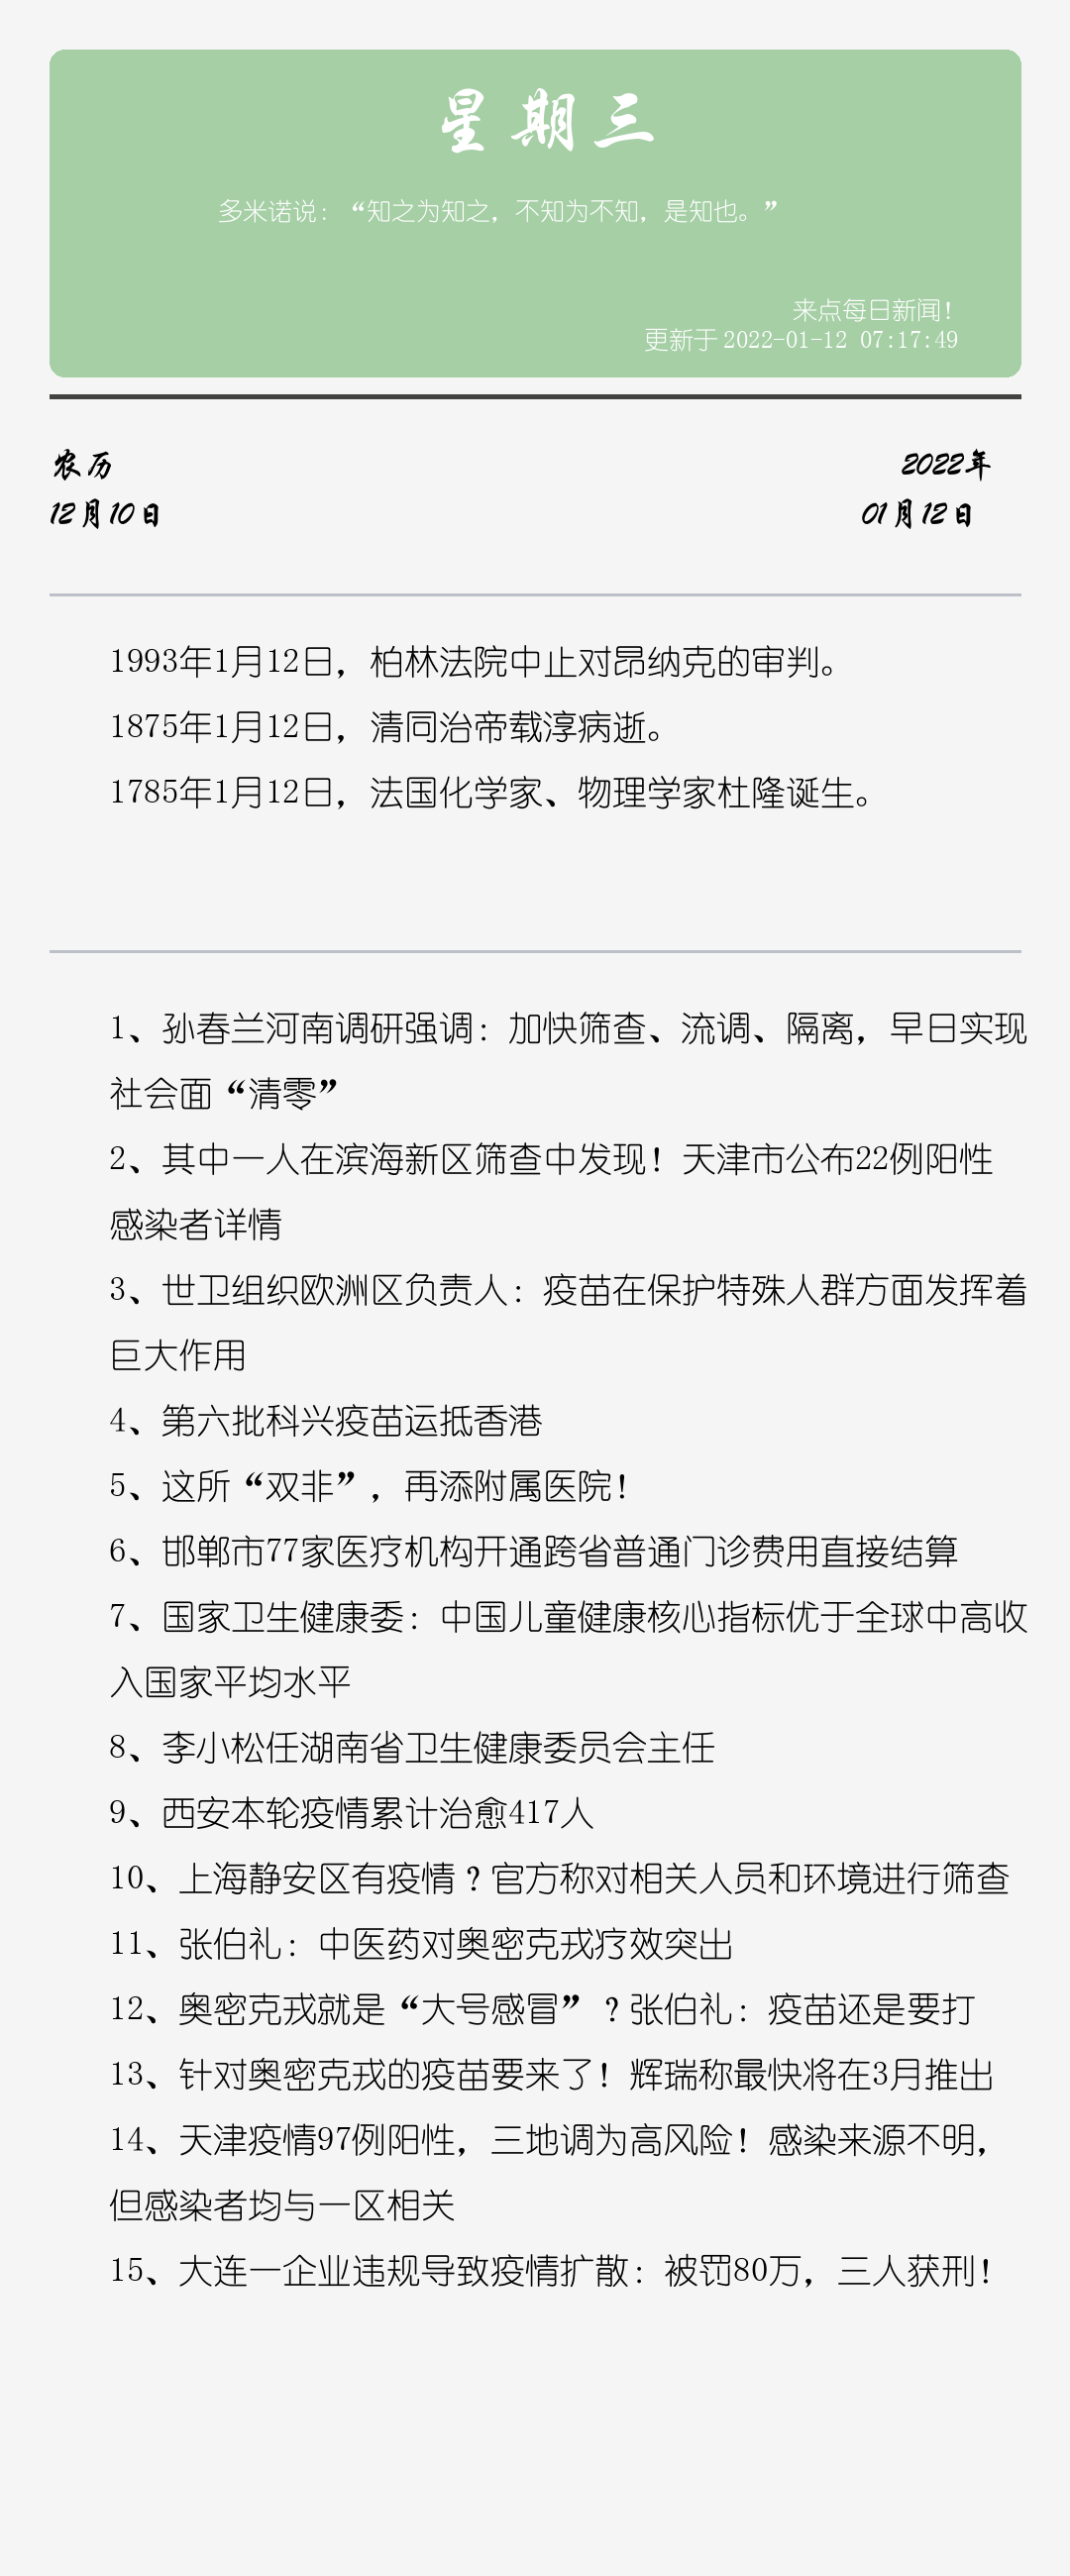 星期三
多米诺说：“知之为知之，不知为不知，是知也。”
来点每日新闻！
更新于 2022-01-12 07:17:49
农历
2022年
12月10日
01月12日
1993年1月12日，柏林法院中止对昂纳克的审判。
1875年1月12日，清同治帝载淳病逝。
1785年1月12日，法国化学家、物理学家杜隆诞生。
1、孙春兰河南调研强调：加快筛查、流调、隔离，早日实现
社会面“清零”
2、其中一人在滨海新区筛查中发现！天津市公布22例阳性
感染者详情
3、世卫组织欧洲区负责人：疫苗在保护特殊人群方面发挥着
巨大作用
4、第六批科兴疫苗运抵香港
5、这所“双非”，再添附属医院！
6、邯郸市77家医疗机构开通跨省普通门诊费用直接结算
7、国家卫生健康委：中国儿童健康核心指标优于全球中高收
入国家平均水平
8、李小松任湖南省卫生健康委员会主任
9、西安本轮疫情累计治愈417人
10、上海静安区有疫情？官方称对相关人员和环境进行筛查
11、张伯礼：中医药对奥密克戎疗效突出
12、奥密克戎就是“大号感冒”？张伯礼：疫苗还是要打
13、针对奥密克戎的疫苗要来了！辉瑞称最快将在3月推出
14、天津疫情97例阳性，三地调为高风险！感染来源不明，
但感染者均与一区相关
15、大连一企业违规导致疫情扩散：被罚80万，三人获刑！